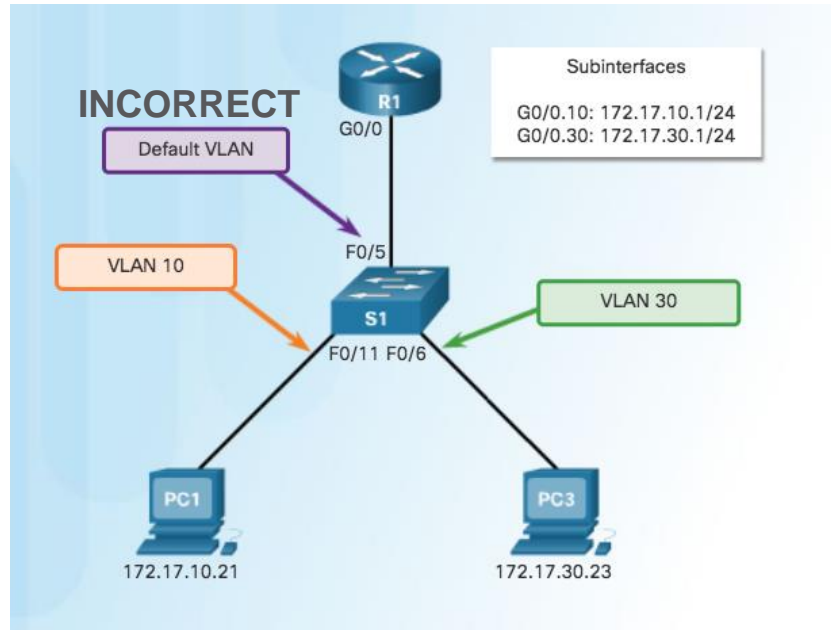 INCORRECT
Default VLAN
R1
G0/0
Subinterfaces
G0/0.10: 172.17.10.1/24
G0/0.30: 172.17.30.1/24
F0/5
VLAN 10
S1
VLAN 30
F0/11 F0/6
PC1
PC3
172.17.10.21
172.17.30.23